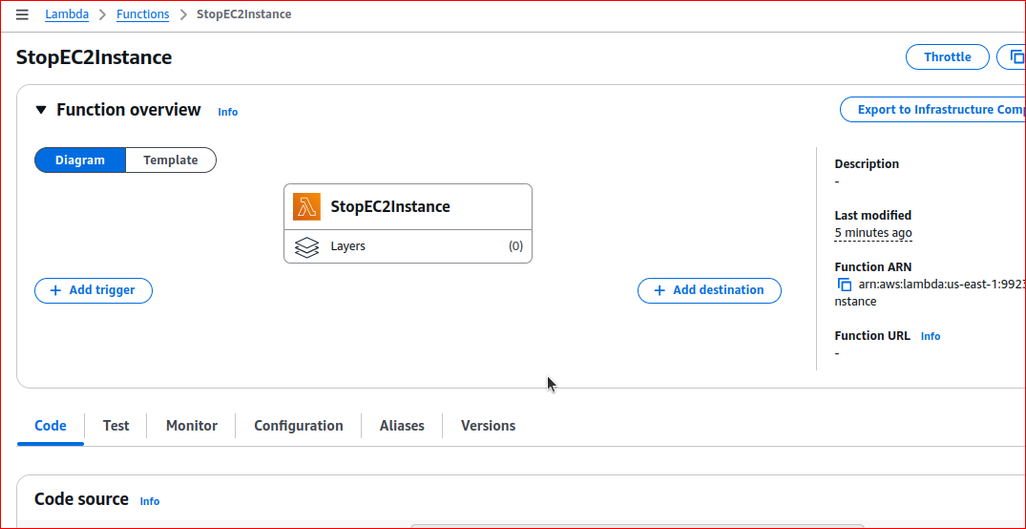 Lambda > Functions > StopEC2Instance
StopEC2Instance
Throttle
Function overview Info
Export to Infrastructure
Diagram Template
StopEC2Instance
Layers (0)
+ Add trigger
+ Add destination
Description
-
Last modified
5 minutes ago
Function ARN
arn:aws:lambda:us-east-1:9923
nstance
Function URL Info
-
Code Test Monitor Configuration Aliases Versions
Code source Info